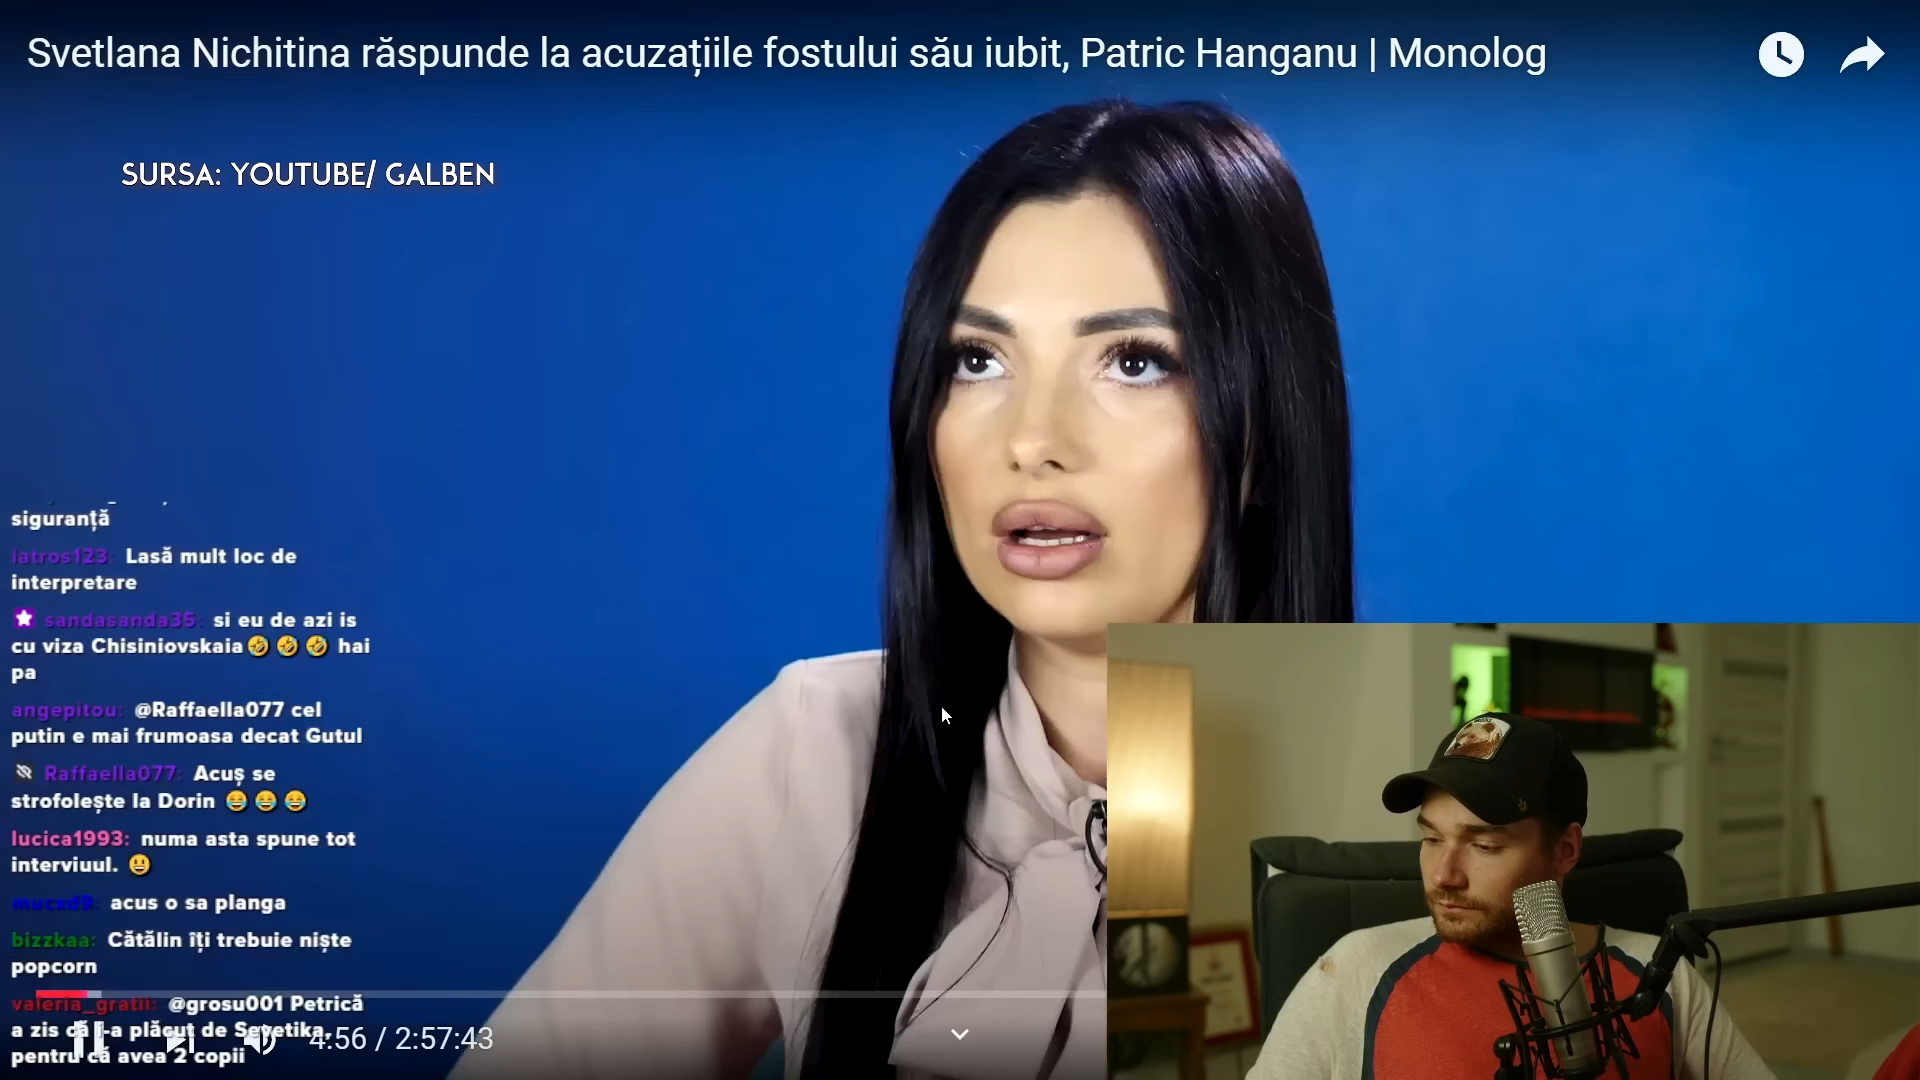 Svetlana Nichitina răspunde la acuzațiile fostului său iubit, Patric Hanganu | Monolog
SURSA: YOUTUBE/ GALBEN
siguranță
iatros123: Lasă mult loc de
interpretare
sandasanda35: si eu de azi is
cu viza Chisiniovskaia🤣 🤣 🤣 hai
pa
angepitou: @Raffaella077 cel
putin e mai frumoasa decat Gutul
Raffaella077: Acuș se
strofolește la Dorin 😂 😂 😂
lucica1993: numa asta spune tot
interviuul. 😃
mucxd9: acus o sa planga
bizzkaa: Cătălin îți trebuie niște
popcorn
valeria_gratii: @grosu001 Petrică
a zis că i-a plăcut de Sevetika,
pentru că avea 2 copii
4:56 / 2:57:43